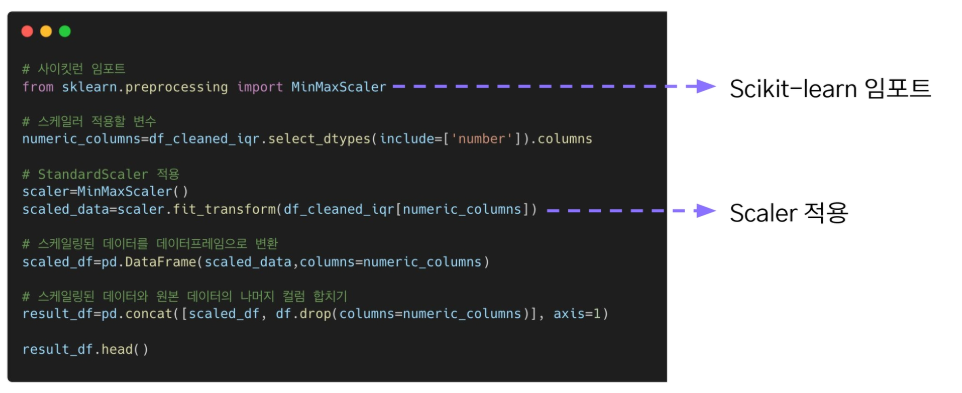 # 사이킷런 임포트
from sklearn.preprocessing import MinMaxScaler
Scikit-learn 임포트
# 스케일러 적용할 변수
numeric_columns=df_cleaned_iqr.select_dtypes(include=['number']).columns
# StandardScaler 적용
scaler=MinMaxScaler()
scaled_data=scaler.fit_transform(df_cleaned_iqr[numeric_columns])
Scaler 적용
# 스케일링된 데이터를 데이터프레임으로 변환
scaled_df=pd.DataFrame(scaled_data,columns=numeric_columns)
# 스케일링된 데이터와 원본 데이터의 나머지 컬럼 합치기
result_df=pd.concat([scaled_df, df.drop(columns=numeric_columns)], axis=1)
result_df.head()